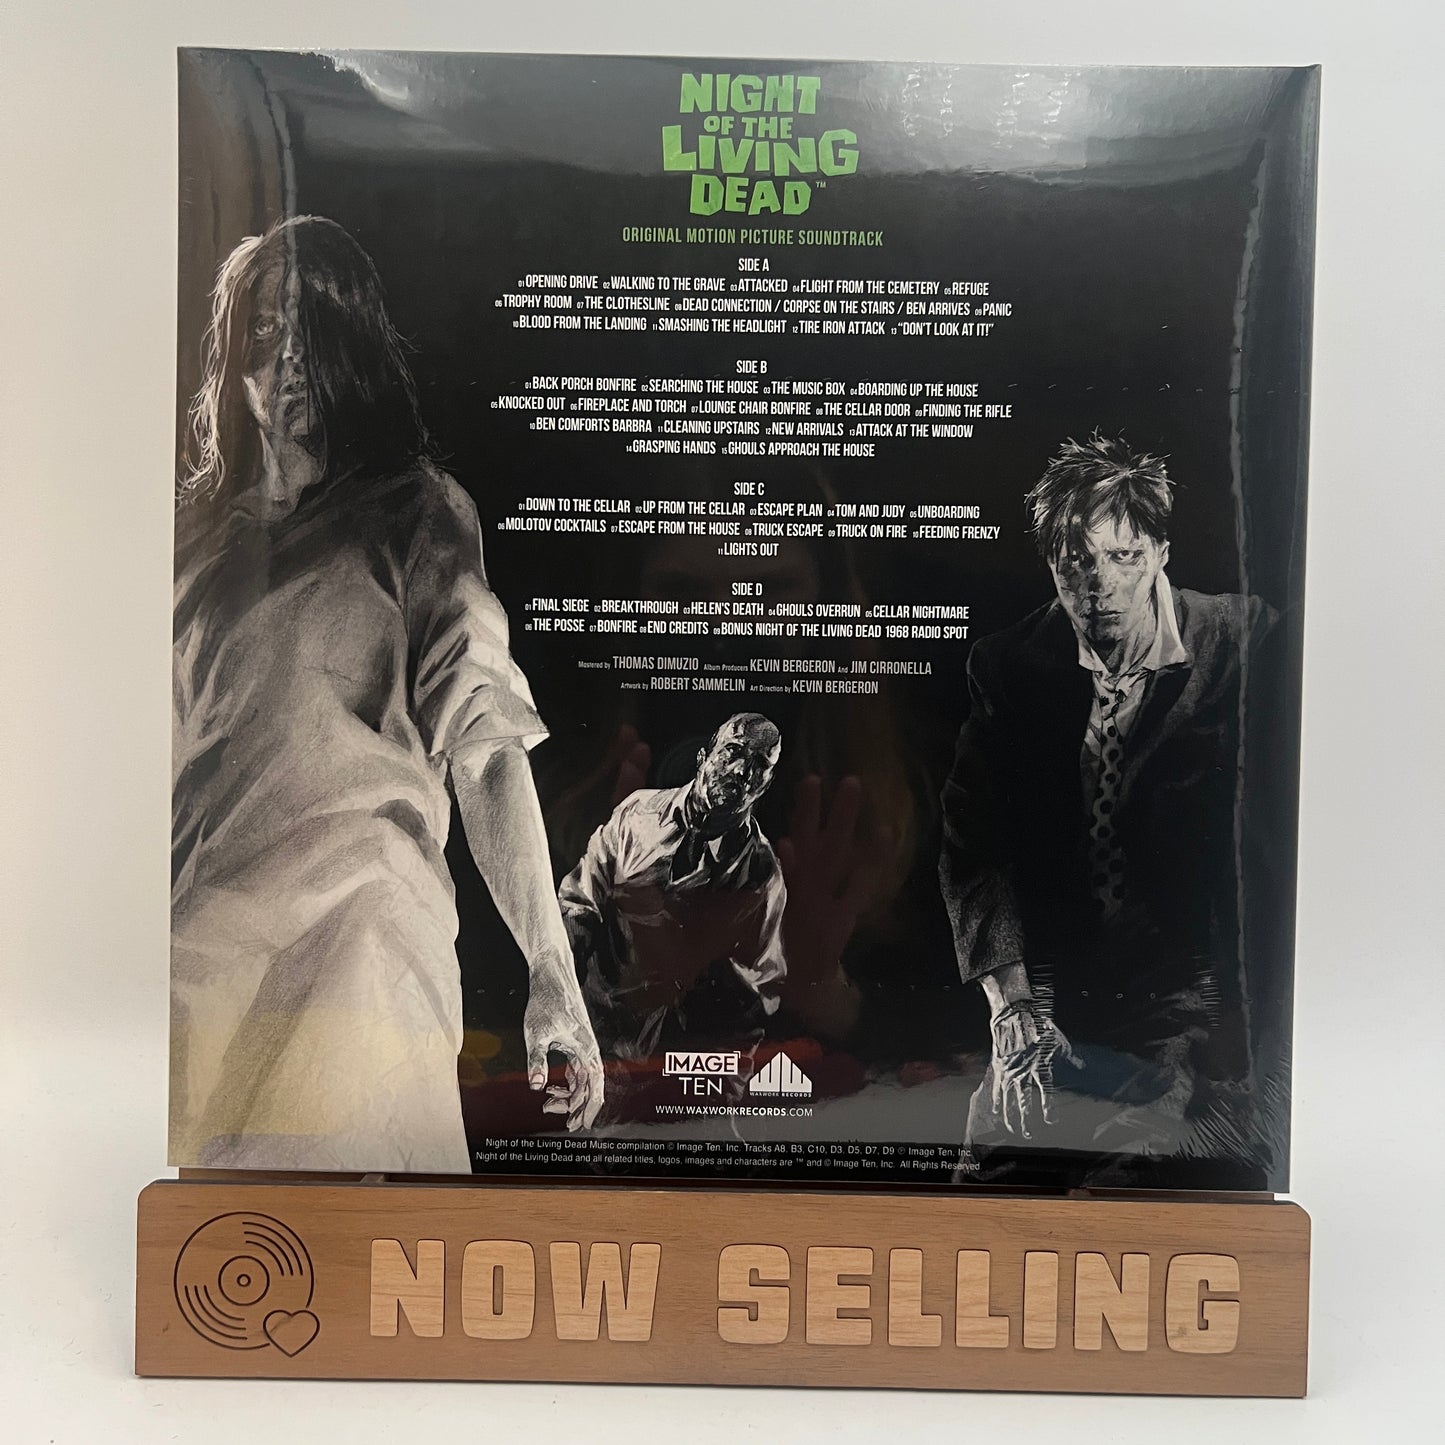 NIGHT
OF THE
LIVING
DEAD™
ORIGINAL MOTION PICTURE SOUNDTRACK
SIDE A
01 OPENING DRIVE 02 WALKING TO THE GRAVE 03 ATTACKED 04 FLIGHT FROM THE CEMETERY 05 REFUGE
06 TROPHY ROOM 07 THE CLOTHESLINE 08 DEAD CONNECTION / CORPSE ON THE STAIRS / BEN ARRIVES 09 PANIC
10 BLOOD FROM THE LANDING 11 SMASHING THE HEADLIGHT 12 TIRE IRON ATTACK 13 "DON'T LOOK AT IT!"
SIDE B
01 BACK PORCH BONFIRE 02 SEARCHING THE HOUSE 03 THE MUSIC BOX 04 BOARDING UP THE HOUSE
05 KNOCKED OUT 06 FIREPLACE AND TORCH 07 LOUNGE CHAIR BONFIRE 08 THE CELLAR DOOR 09 FINDING THE RIFLE
10 BEN COMFORTS BARBRA 11 CLEANING UPSTAIRS 12 NEW ARRIVALS 13 ATTACK AT THE WINDOW
14 GRASPING HANDS 15 GHOULS APPROACH THE HOUSE
SIDE C
01 DOWN TO THE CELLAR 02 UP FROM THE CELLAR 03 ESCAPE PLAN 04 TOM AND JUDY 05 UNBOARDING
06 MOLOTOV COCKTAILS 07 ESCAPE FROM THE HOUSE 08 TRUCK ESCAPE 09 TRUCK ON FIRE 10 FEEDING FRENZY
11 LIGHTS OUT
SIDE D
01 FINAL SIEGE 02 BREAKTHROUGH 03 HELEN'S DEATH 04 GHOULS OVERRUN 05 CELLAR NIGHTMARE
06 THE POSSE 07 BONFIRE 08 END CREDITS 09 BONUS NIGHT OF THE LIVING DEAD 1968 RADIO SPOT
Mastered by THOMAS DIMUZIO Album Producers KEVIN BERGERON And JIM CIRRONELLA
Artwork by ROBERT SAMMELIN Art Direction by KEVIN BERGERON
IMAGE
TEN
WAXWORK RECORDS
WWW.WAXWORKRECORDS.COM
Night of the Living Dead Music compilation © Image Ten, Inc. Tracks A8, B3, C10, D3, D5, D7, D9 ℗ Image Ten, Inc.
Night of the Living Dead and all related titles, logos, images and characters are ™ and © Image Ten, Inc. All Rights Reserved.
NOW SELLING